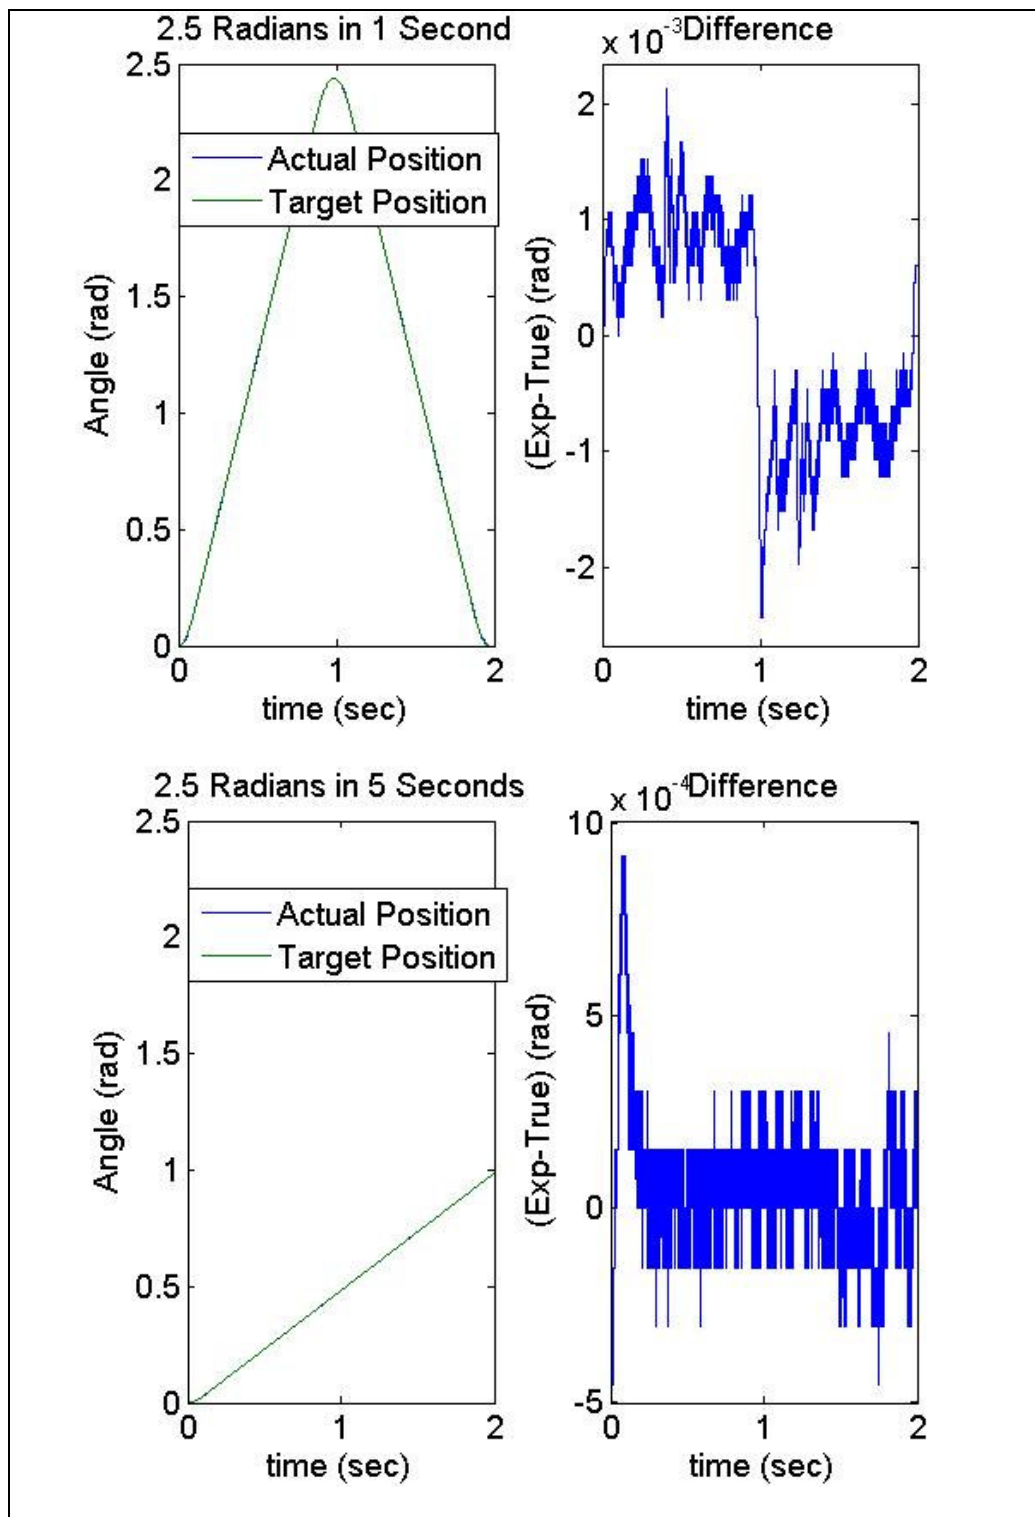 2.5 Radians in 1 Second
x 10-3Difference
2.5
2
1.5
1
0.5
0
Angle (rad)
Actual Position
Target Position
0 1 2
time (sec)
2
1
0
-1
-2
(Exp-True) (rad)
0 1 2
time (sec)
2.5 Radians in 5 Seconds
x 10-4Difference
2.5
2
1.5
1
0.5
0
Angle (rad)
Actual Position
Target Position
0 1 2
time (sec)
10
5
0
-5
(Exp-True) (rad)
0 1 2
time (sec)